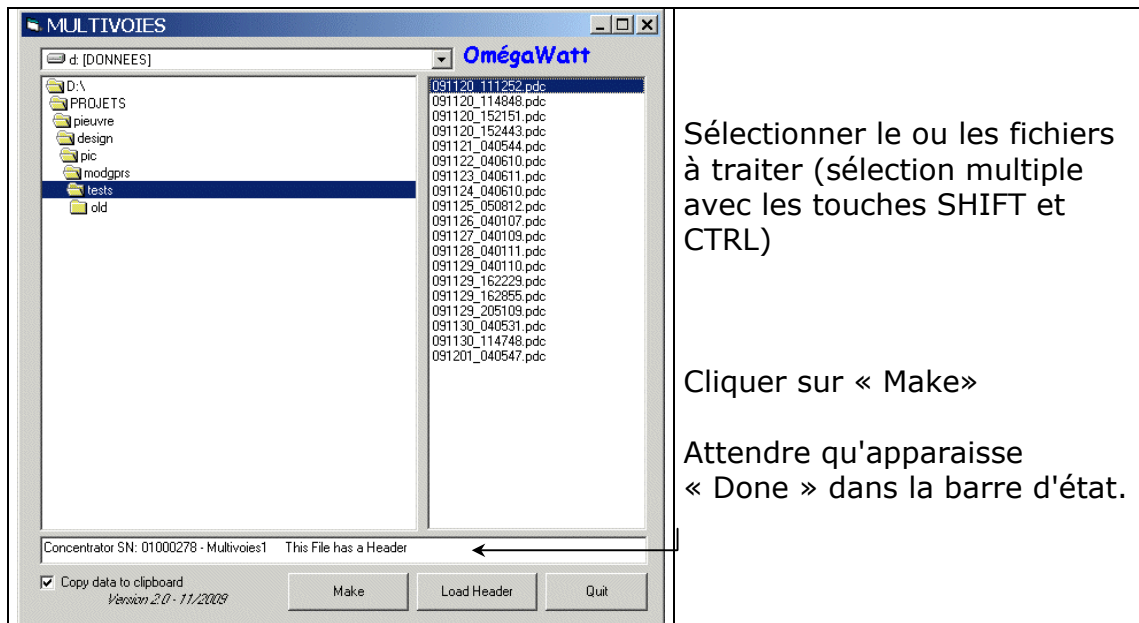 MULTIVOIES
d: [DONNEES]
OmégaWatt
D:\
PROJETS
pieuvre
design
pic
modgprs
tests
old
091120_111252.pdc
091120_114848.pdc
091120_152151.pdc
091120_152443.pdc
091121_040544.pdc
091122_040610.pdc
091123_040611.pdc
091124_040610.pdc
091125_050812.pdc
091126_040107.pdc
091127_040109.pdc
091128_040111.pdc
091129_040110.pdc
091129_162229.pdc
091129_162855.pdc
091129_205109.pdc
091130_040531.pdc
091130_114748.pdc
091201_040547.pdc
Concentrator SN: 01000278 - Multivoies1 This File has a Header
Copy data to clipboard
Version 2.0 - 11/2009
Make
Load Header
Quit
Sélectionner le ou les fichiers
à traiter (sélection multiple
avec les touches SHIFT et
CTRL)
Cliquer sur « Make»
Attendre qu'apparaisse
« Done » dans la barre d'état.